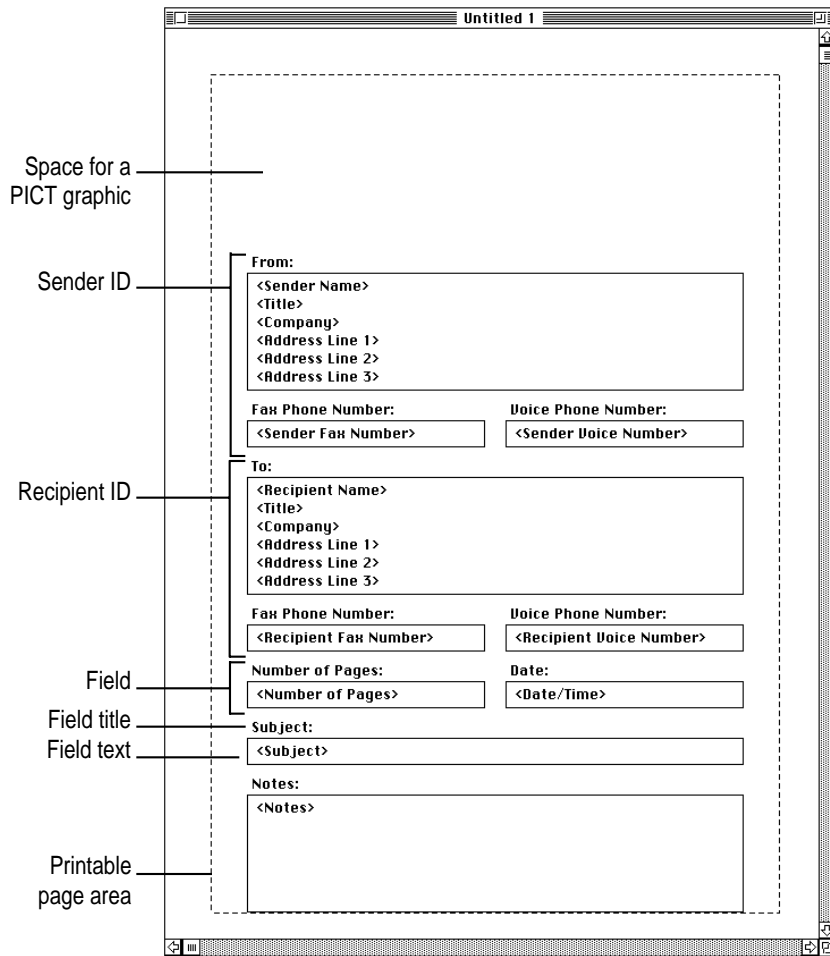 Untitled 1
Space for a
PICT graphic
Sender ID
From:
<Sender Name>
<Title>
<Company>
<Address Line 1>
<Address Line 2>
<Address Line 3>
Fax Phone Number: Voice Phone Number:
<Sender Fax Number> <Sender Voice Number>
Recipient ID
To:
<Recipient Name>
<Title>
<Company>
<Address Line 1>
<Address Line 2>
<Address Line 3>
Fax Phone Number: Voice Phone Number:
<Recipient Fax Number> <Recipient Voice Number>
Field
Number of Pages: Date:
<Number of Pages> <Date/Time>
Field title
Subject:
Field text
<Subject>
Notes:
<Notes>
Printable
page area